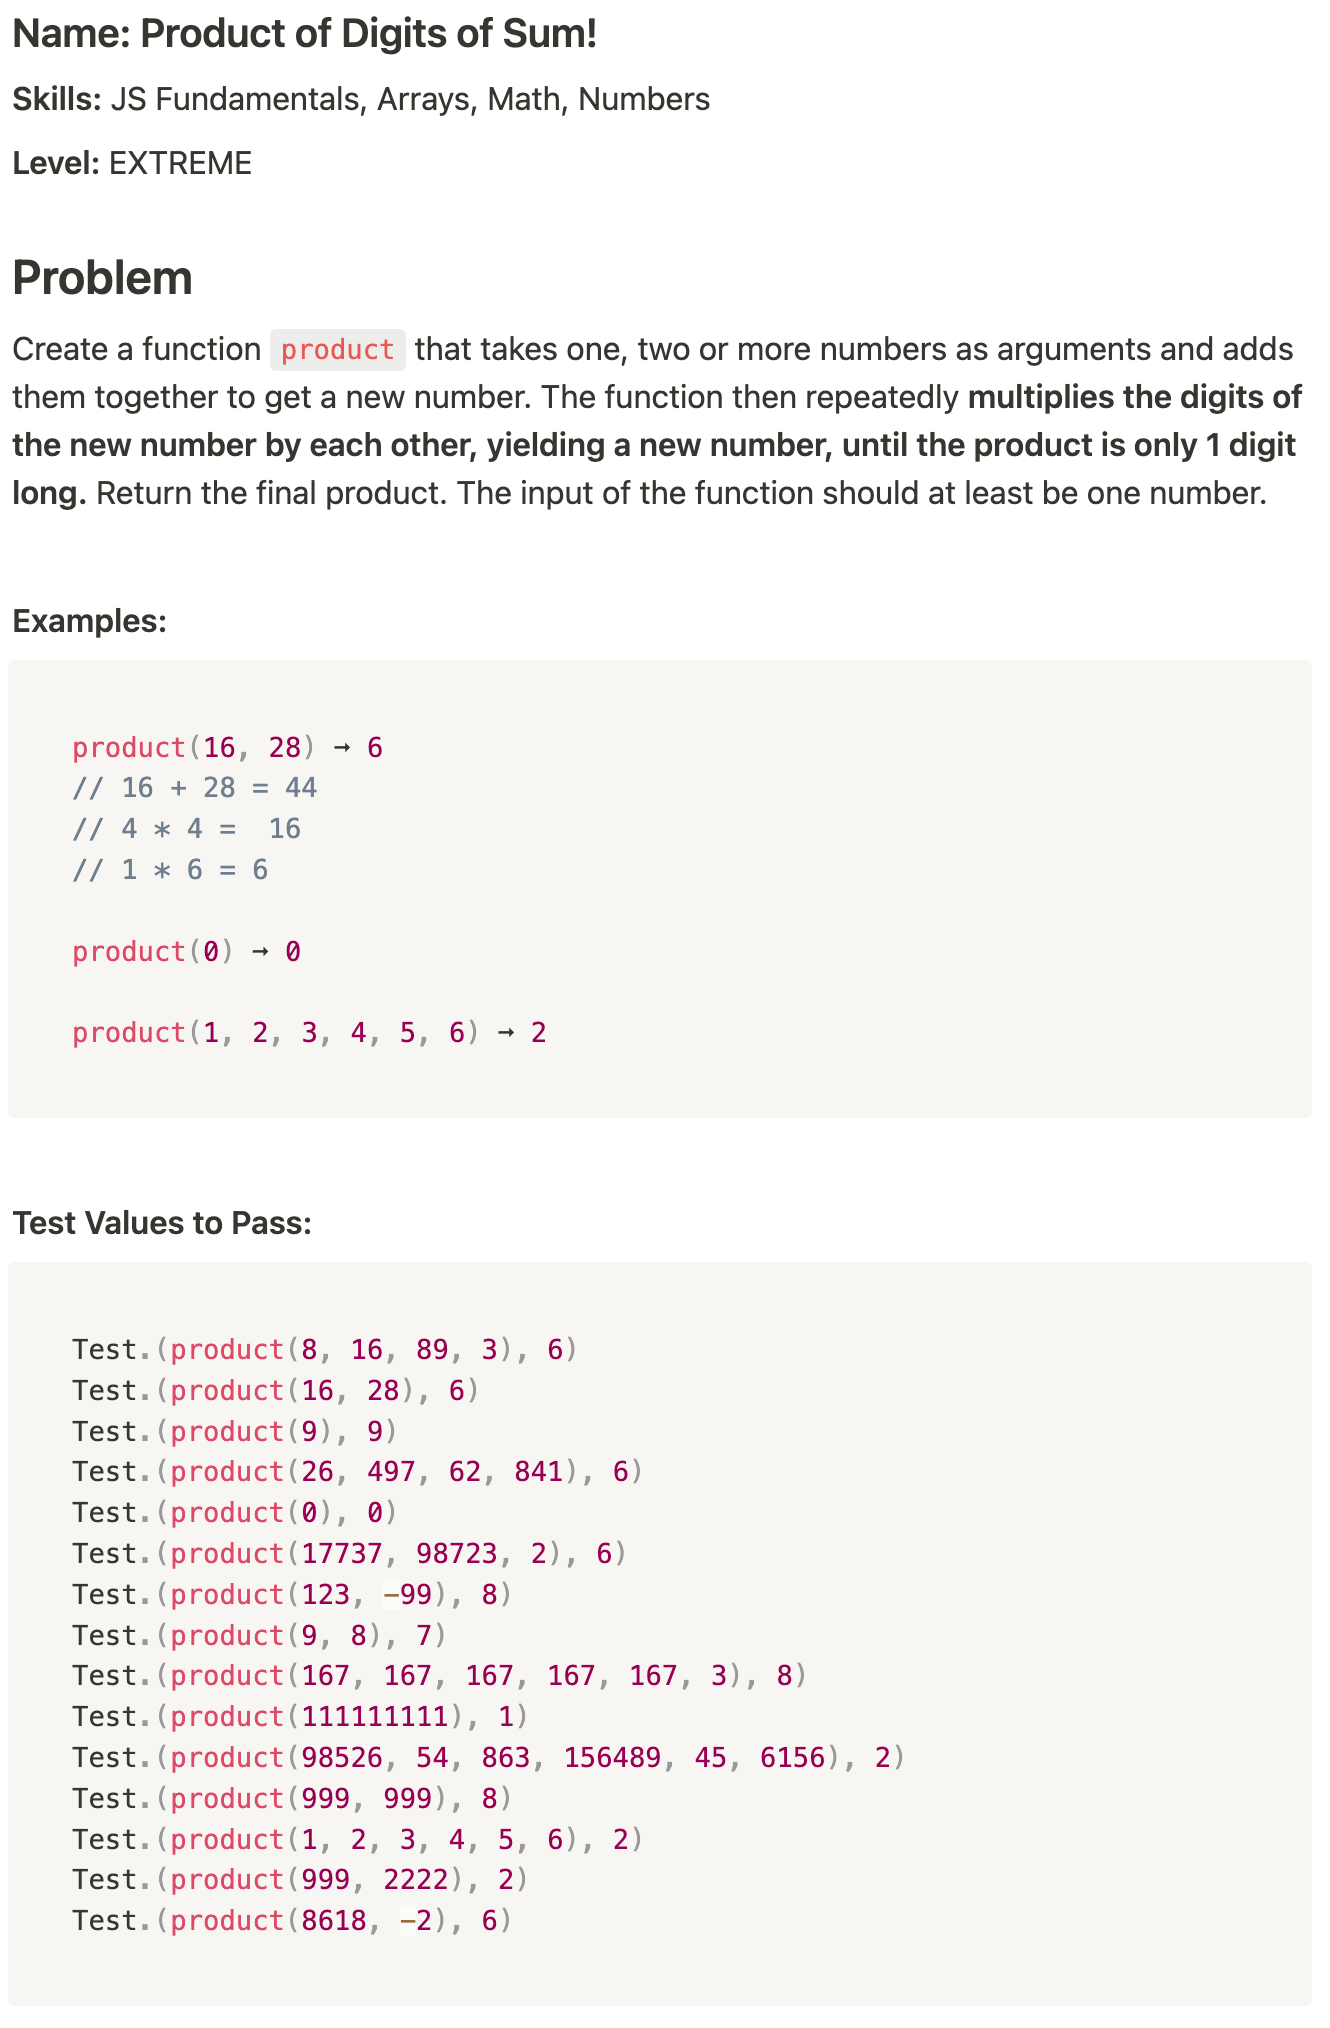 Name: Product of Digits of Sum!
Skills: JS Fundamentals, Arrays, Math, Numbers
Level: EXTREME
Problem
Create a function product that takes one, two or more numbers as arguments and adds
them together to get a new number. The function then repeatedly multiplies the digits of
the new number by each other, yielding a new number, until the product is only 1 digit
long. Return the final product. The input of the function should at least be one number.
Examples:
product(16, 28) → 6
// 16 + 28 = 44
// 4 * 4 =  16
// 1 * 6 = 6
product(0) → 0
product(1, 2, 3, 4, 5, 6) → 2
Test Values to Pass:
Test.(product(8, 16, 89, 3), 6)
Test.(product(16, 28), 6)
Test.(product(9), 9)
Test.(product(26, 497, 62, 841), 6)
Test.(product(0), 0)
Test.(product(17737, 98723, 2), 6)
Test.(product(123, -99), 8)
Test.(product(9, 8), 7)
Test.(product(167, 167, 167, 167, 167, 3), 8)
Test.(product(111111111), 1)
Test.(product(98526, 54, 863, 156489, 45, 6156), 2)
Test.(product(999, 999), 8)
Test.(product(1, 2, 3, 4, 5, 6), 2)
Test.(product(999, 2222), 2)
Test.(product(8618, -2), 6)